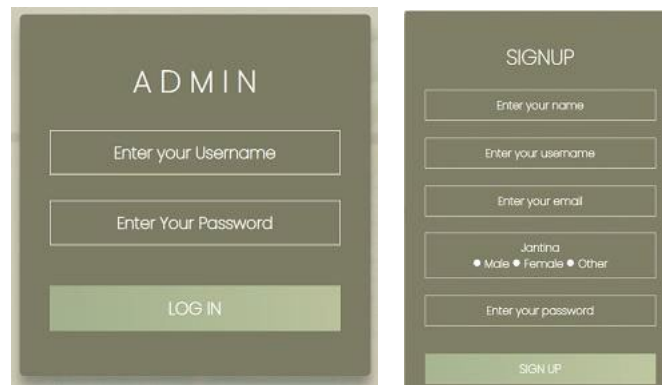 ADMIN
Enter your Username
Enter Your Password
LOG IN
SIGNUP
Enter your name
Enter your username
Enter your email
Jantina
Male Female Other
Enter your password
SIGN UP